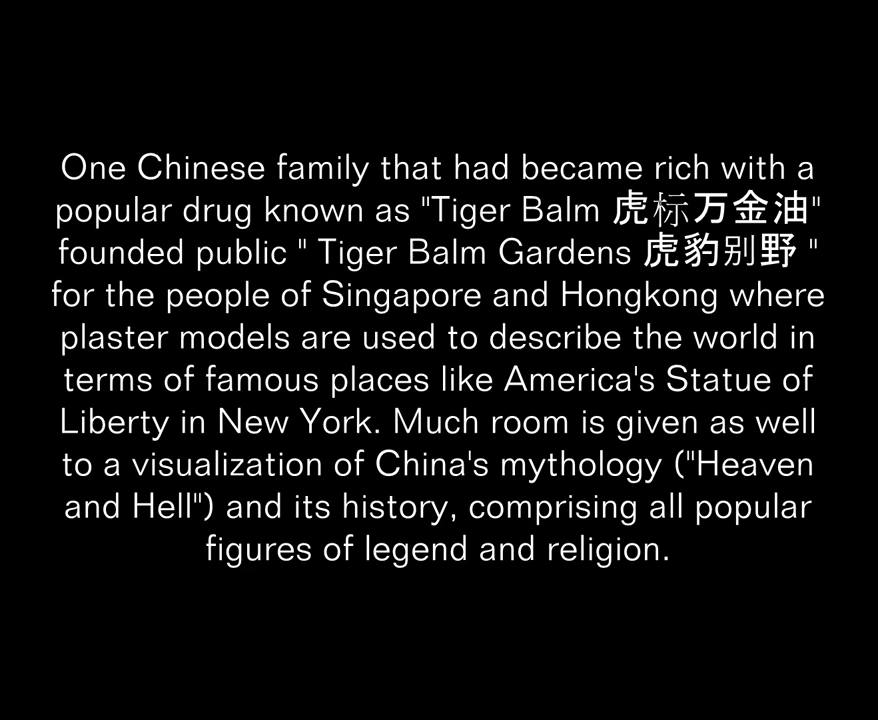 One Chinese family that had became rich with a
popular drug known as "Tiger Balm 虎标万金油"
founded public " Tiger Balm Gardens 虎豹别野 "
for the people of Singapore and Hongkong where
plaster models are used to describe the world in
terms of famous places like America's Statue of
Liberty in New York. Much room is given as well
to a visualization of China's mythology ("Heaven
and Hell") and its history, comprising all popular
figures of legend and religion.